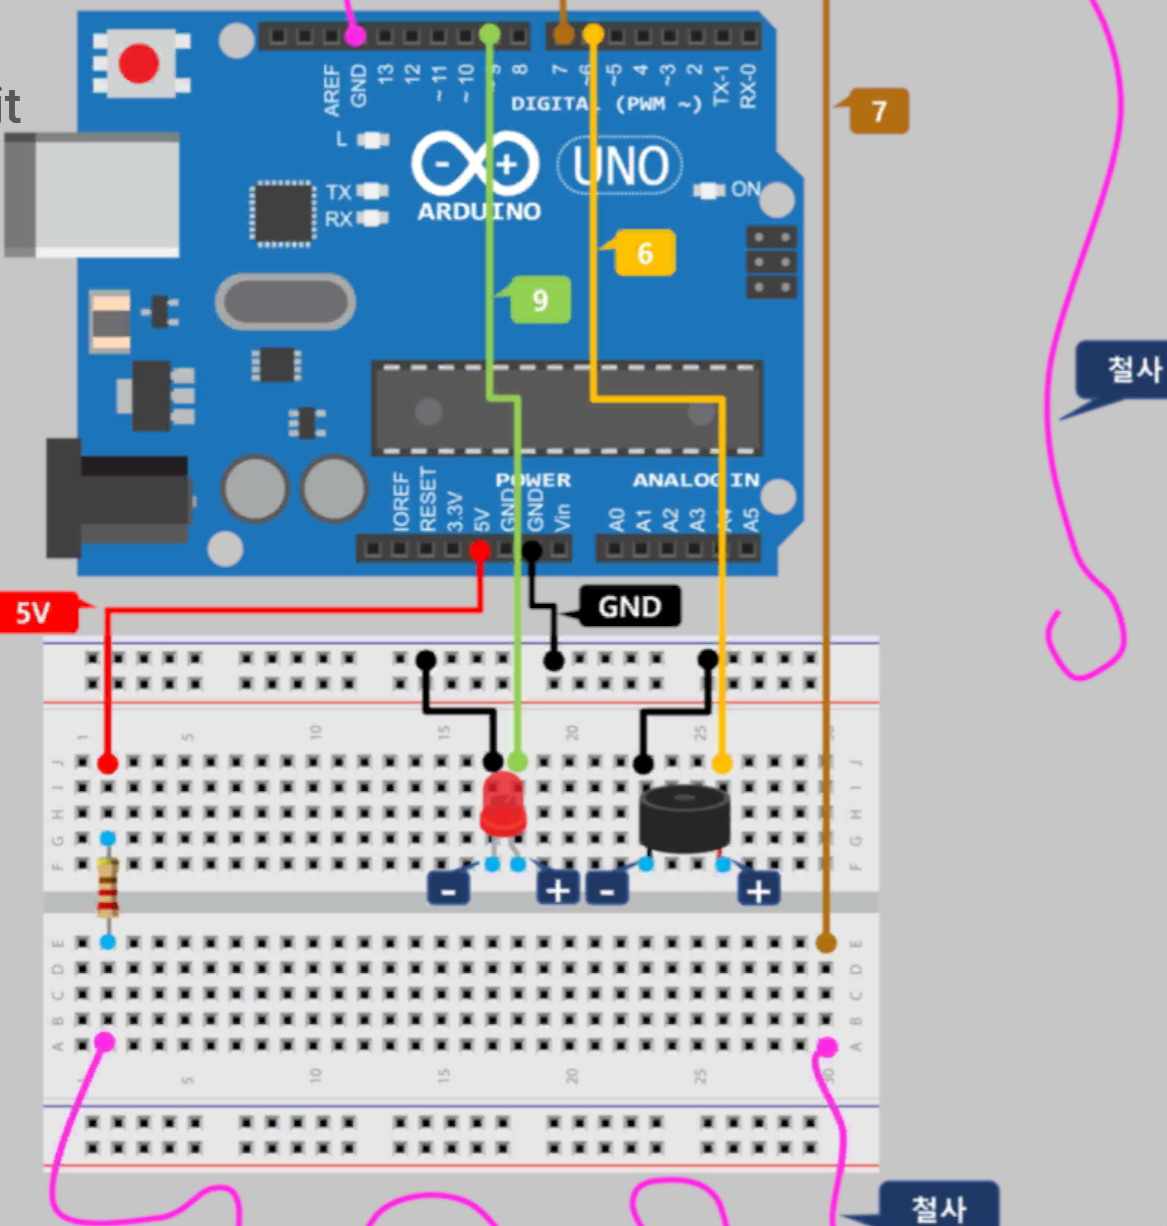 it
AREF
GND
13
12
~11
~10
~9
8
7
~6
~5
4
~3
2
TX-1
RX-0
DIGITAL (PWM ~)
7
L
TX
RX
ARDUINO
UNO
ON
6
9
철사
IOREF
RESET
3.3V
5V
GND
GND
Vin
POWER
ANALOG IN
A0
A1
A2
A3
A4
A5
5V
GND
1
5
10
15
20
25
J
I
H
G
F
J
I
H
G
F
-
+
-
+
E
D
C
B
A
E
D
C
B
A
1
5
10
15
20
25
30
철사